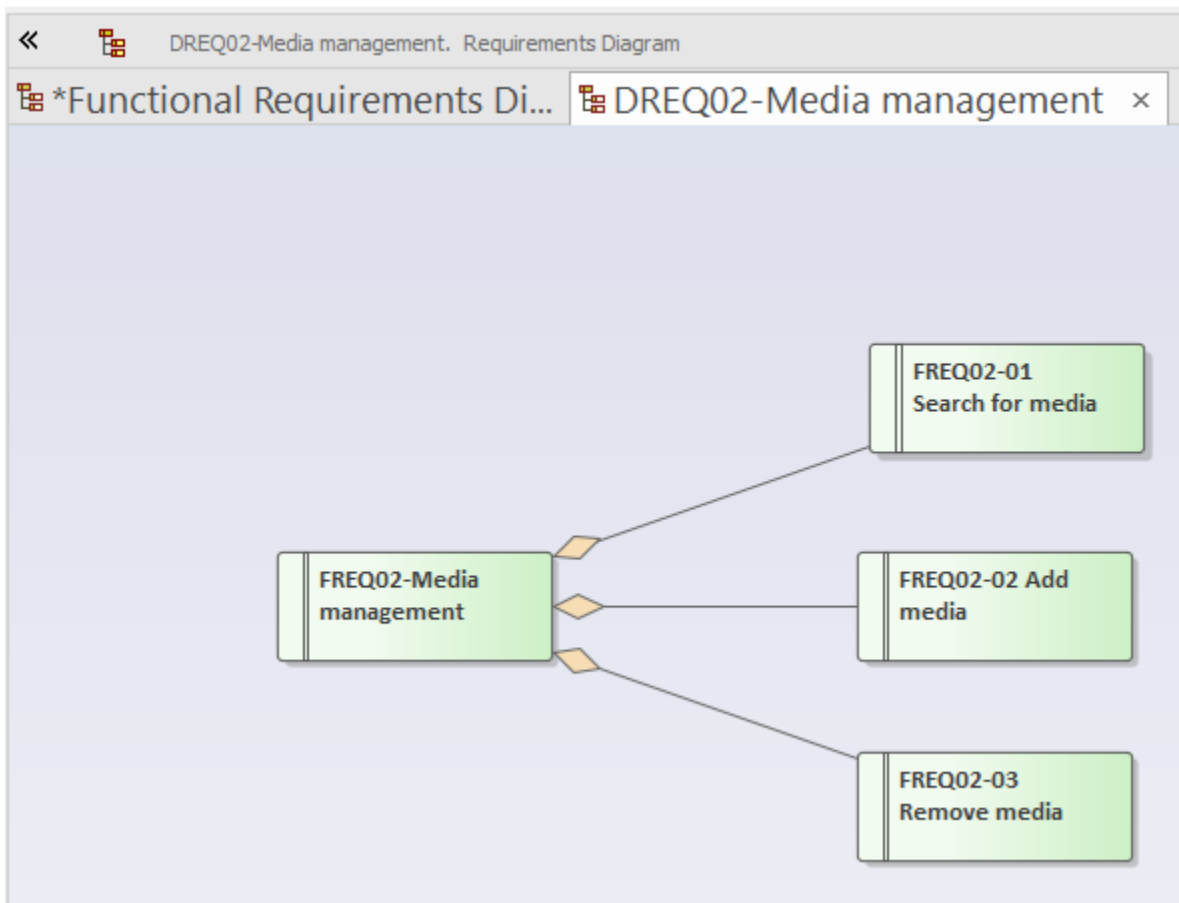 DREQ02-Media management.  Requirements Diagram
*Functional Requirements Di... DREQ02-Media management ×
FREQ02-01
Search for media
FREQ02-Media
management
FREQ02-02 Add
media
FREQ02-03
Remove media